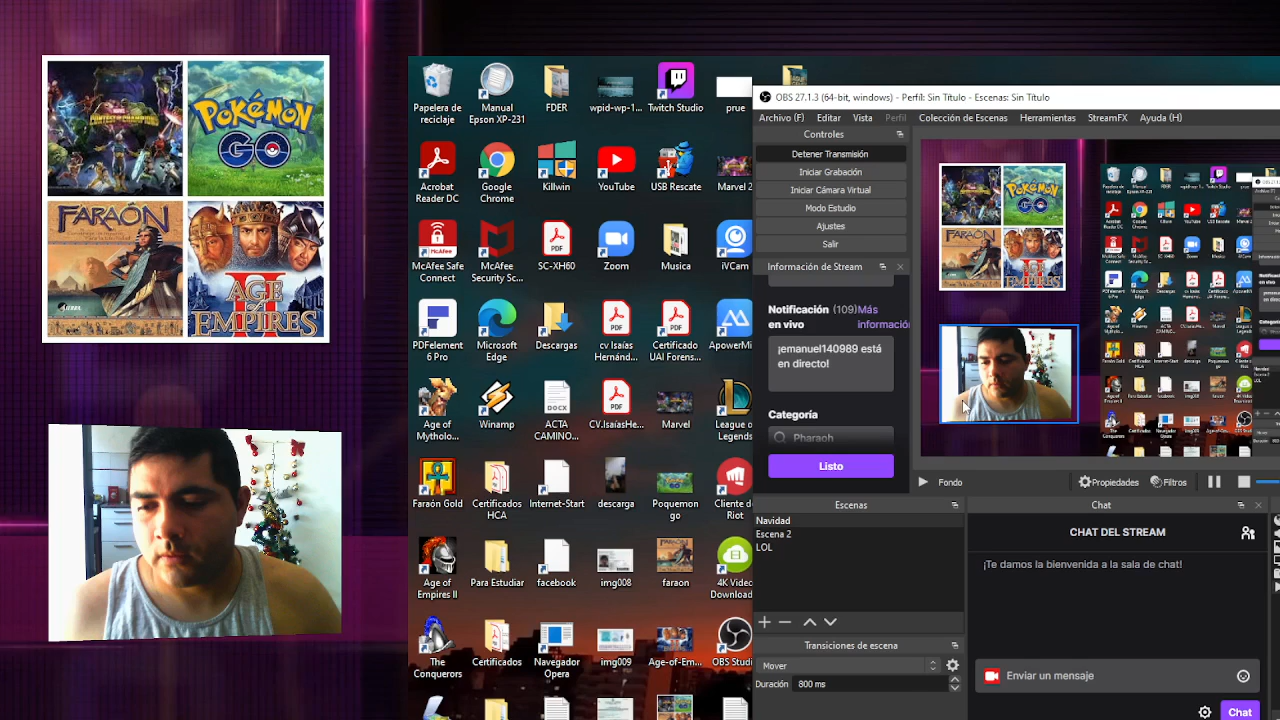 MARVEL
CONTEST OF CHAMPIONS
POKÉMON
GO
FARAÓN
SIERRA
AGE
of
EMPIRES
II
Papelera de
reciclaje
Manual
Epson XP-231
FDER
wpid-wp-1...
Twitch Studio
prue
Acrobat
Reader DC
Google
Chrome
Killwin
YouTube
USB Rescate
Marvel 2
McAfee Safe
Connect
McAfee
Security Sc...
SC-XH60
Zoom
Musica
iVCam
PDFelement
6 Pro
Microsoft
Edge
Descargas
cv Isaias
Hernánd...
Certificado
UAI Forens...
ApowerMi
Age of
Mytholo...
Winamp
ACTA
CAMINO...
CV.IsaíasHe...
Marvel
League o
Legends
Faraón Gold
Certificados
HCA
Internet-Start
descarga
Poquemon
go
Cliente d
Riot
Age of
Empires II
Para Estudiar
facebook
img008
faraon
4K Video
Download
The
Conquerors
Certificados
Navegador
Opera
img009
Age-of-Em...
OBS Studi
OBS 27.1.3 (64-bit, windows) - Perfil: Sin Título - Escenas: Sin Título
Archivo (F) Editar Vista Perfil Colección de Escenas Herramientas StreamFX Ayuda (H)
Controles
Detener Transmisión
Iniciar Grabación
Iniciar Cámara Virtual
Modo Estudio
Ajustes
Salir
Información de Stream
Notificación (109) Más
en vivo informació
¡emanuel140989 está
en directo!
Categoría
Pharaoh
Listo
Fondo
Propiedades
Filtros
Escenas
Navidad
Escena 2
LOL
Transiciones de escena
Mover
Duración 800 ms
Chat
CHAT DEL STREAM
¡Te damos la bienvenida a la sala de chat!
Enviar un mensaje
Chat